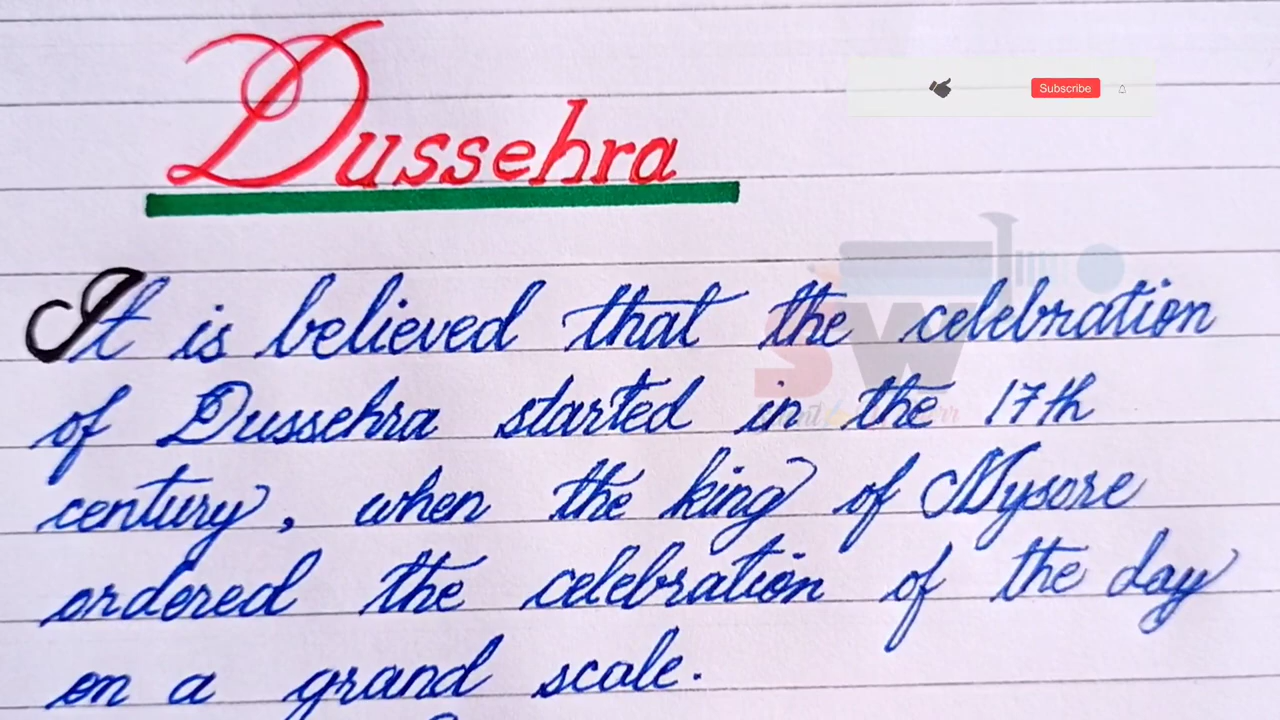 Dussehra
Subscribe
SW
It is believed that the celebration
of Dussehra started in the 17th
century, when the king of Mysore
ordered the celebration of the day
on a grand scale.